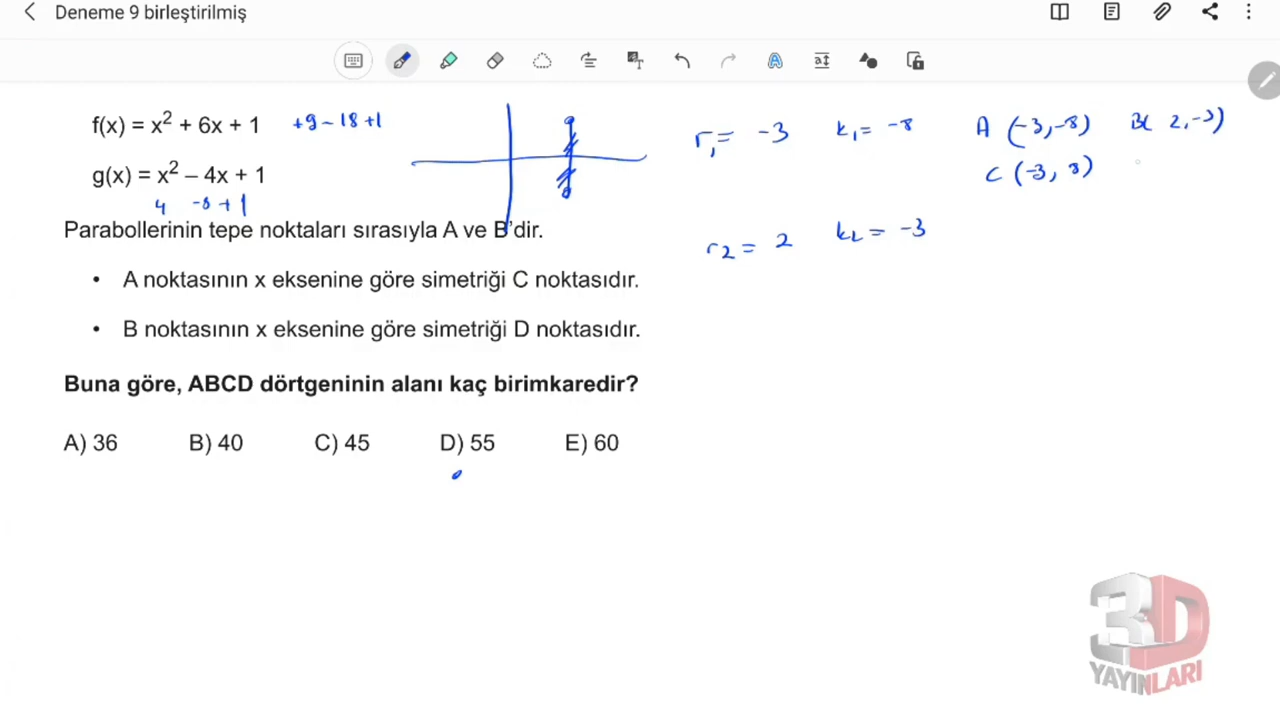 Deneme 9 birleştirilmiş
f(x) = x² + 6x + 1 +9 - 18 +1
r₁ = -3 k₁ = -8 A (-3,-8) B( 2,-3)
g(x) = x² – 4x + 1
C (-3, 8)
4 -8 + 1
Parabollerinin tepe noktaları sırasıyla A ve B'dir.
r2 = 2 k2 = -3
• A noktasının x eksenine göre simetriği C noktasıdır.
• B noktasının x eksenine göre simetriği D noktasıdır.
Buna göre, ABCD dörtgeninin alanı kaç birimkaredir?
A) 36 B) 40 C) 45 D) 55 E) 60
3D
YAYINLARI